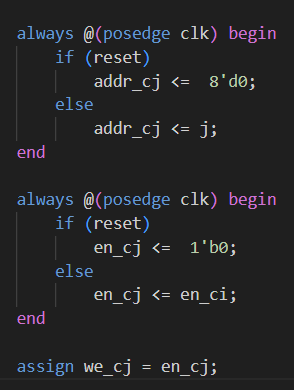 always @(posedge clk) begin
    if (reset)
        addr_cj <=  8'd0;
    else
        addr_cj <= j;
end

always @(posedge clk) begin
    if (reset)
        en_cj <=  1'b0;
    else
        en_cj <= en_ci;
end

assign we_cj = en_cj;